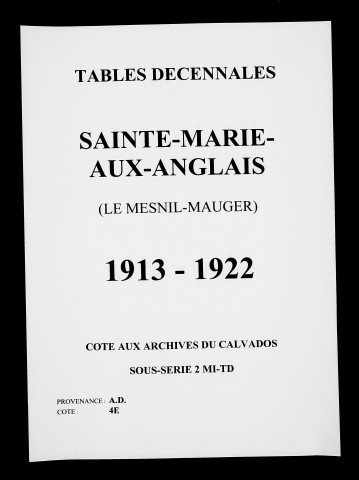 TABLES DECENNALES
SAINTE-MARIE-
AUX-ANGLAIS
(LE MESNIL-MAUGER)
1913 - 1922
COTE AUX ARCHIVES DU CALVADOS
SOUS-SERIE 2 MI-TD
PROVENANCE : A.D.
COTE : 4E